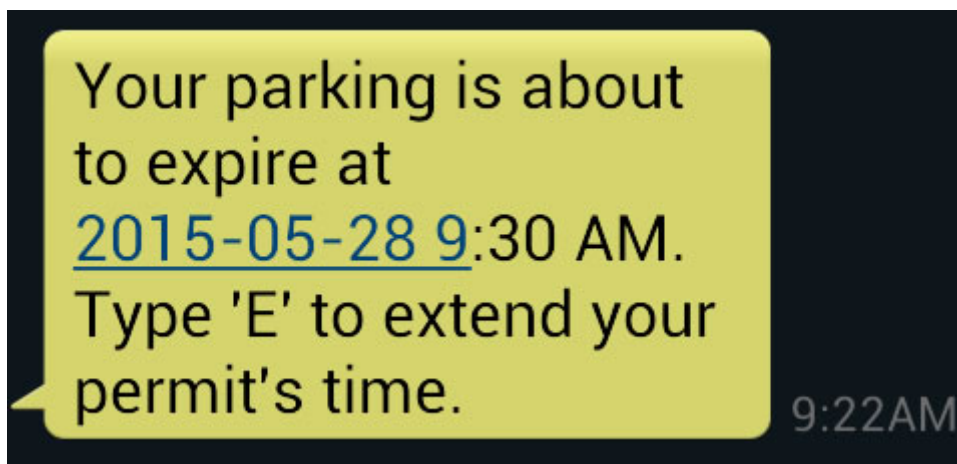 Your parking is about
to expire at
2015-05-28 9:30 AM.
Type 'E' to extend your
permit's time.
9:22AM